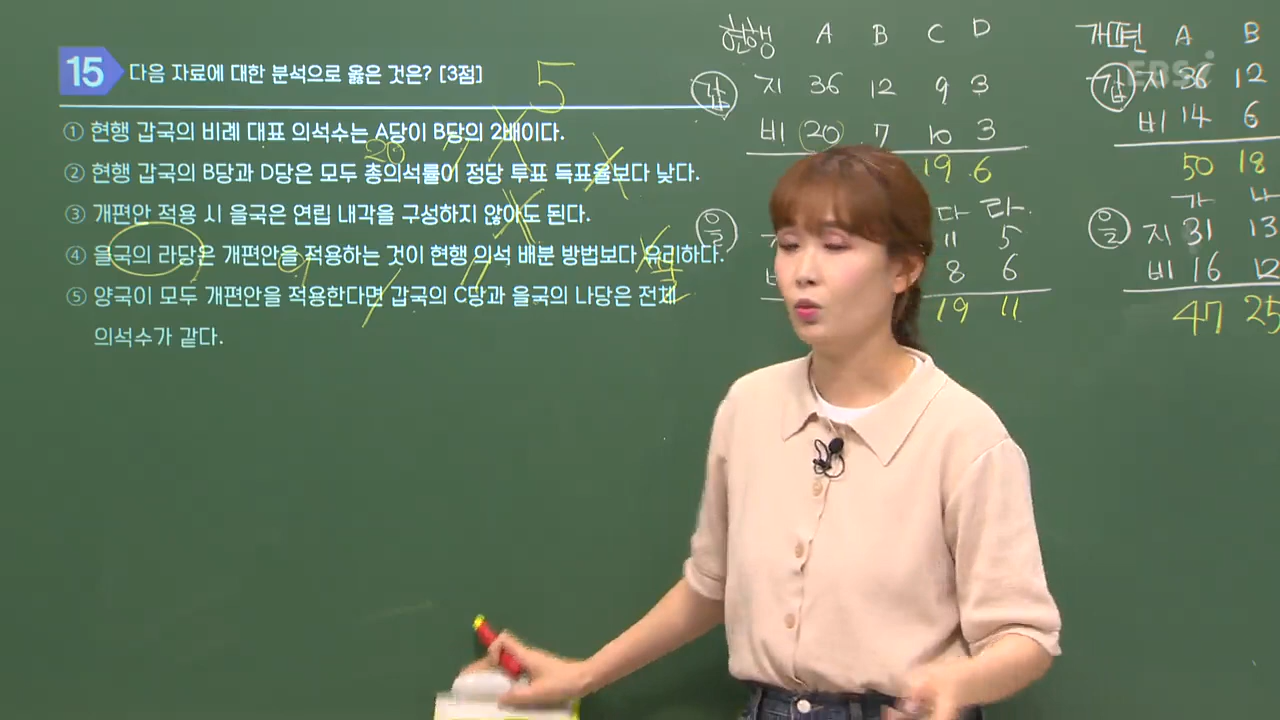 15 다음 자료에 대한 분석으로 옳은 것은? [3점] 5
① 현행 갑국의 비례 대표 의석수는 A당이 B당의 2배이다.
20 7
② 현행 갑국의 B당과 D당은 모두 총의석률이 정당 투표 득표율보다 낮다.
③ 개편안 적용 시 을국은 연립 내각을 구성하지 않아도 된다.
④ 을국의 라당은 개편안을 적용하는 것이 현행 의석 배분 방법보다 유리하다.
9 11
⑤ 양국이 모두 개편안을 적용한다면 갑국의 C당과 을국의 나당은 전체
의석수가 같다.
현행 A B C D
갑 지 36 12 9 3
비 20 7 10 3
19 6
을 다 라
11 5
8 6
19 11
개편 A B
EBSi
갑 지 36 12
비 14 6
50 18
가 나
을 지 31 13
비 16 12
47 25